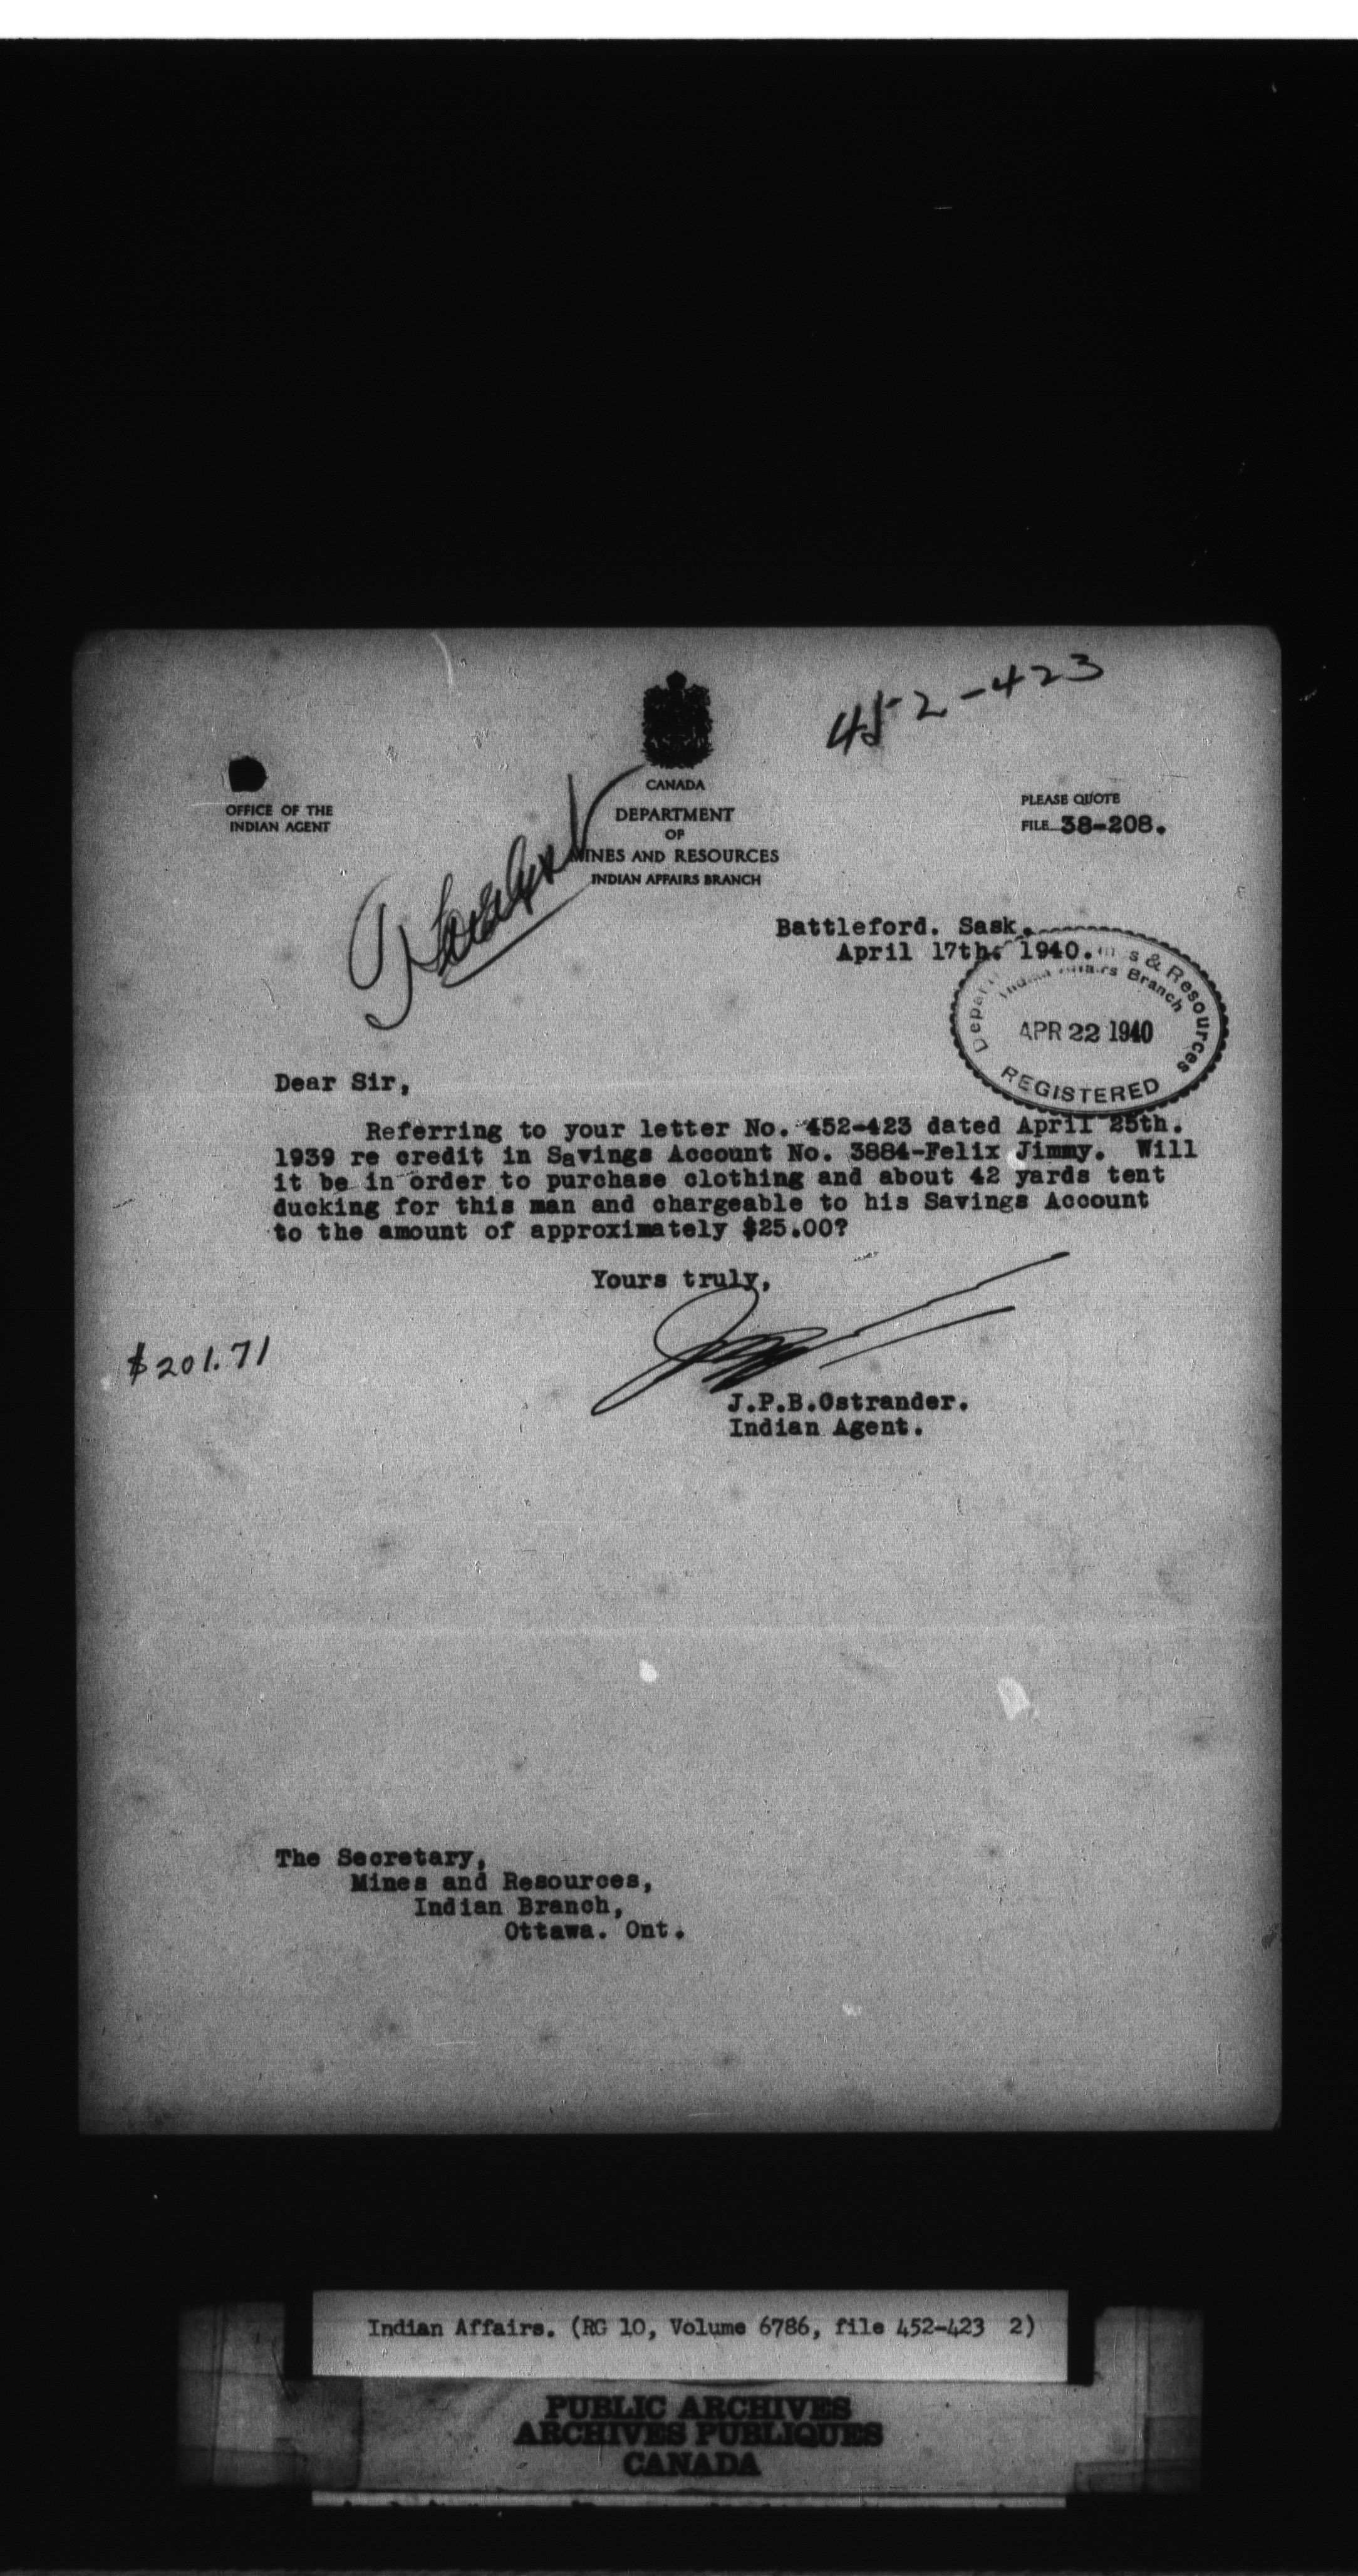 452-423
CANADA
OFFICE OF THE
INDIAN AGENT
DEPARTMENT
OF
MINES AND RESOURCES
INDIAN AFFAIRS BRANCH
PLEASE QUOTE
FILE 38-208.
Battleford. Sask.
April 17th. 1940.
s & Resources
Indian Affairs Branch
APR 22 1940
REGISTERED
Dear Sir,
Referring to your letter No. 452-423 dated April 25th.
1939 re credit in Savings Account No. 3884-Felix Jimmy. Will
it be in order to purchase clothing and about 42 yards tent
ducking for this man and chargeable to his Savings Account
to the amount of approximately $25.00?
Yours truly,
$201.71
J.P.B.Ostrander.
Indian Agent.
The Secretary,
Mines and Resources,
Indian Branch,
Ottawa. Ont.
Indian Affairs. (RG 10, Volume 6786, file 452-423 2)
PUBLIC ARCHIVES
ARCHIVES PUBLIQUES
CANADA